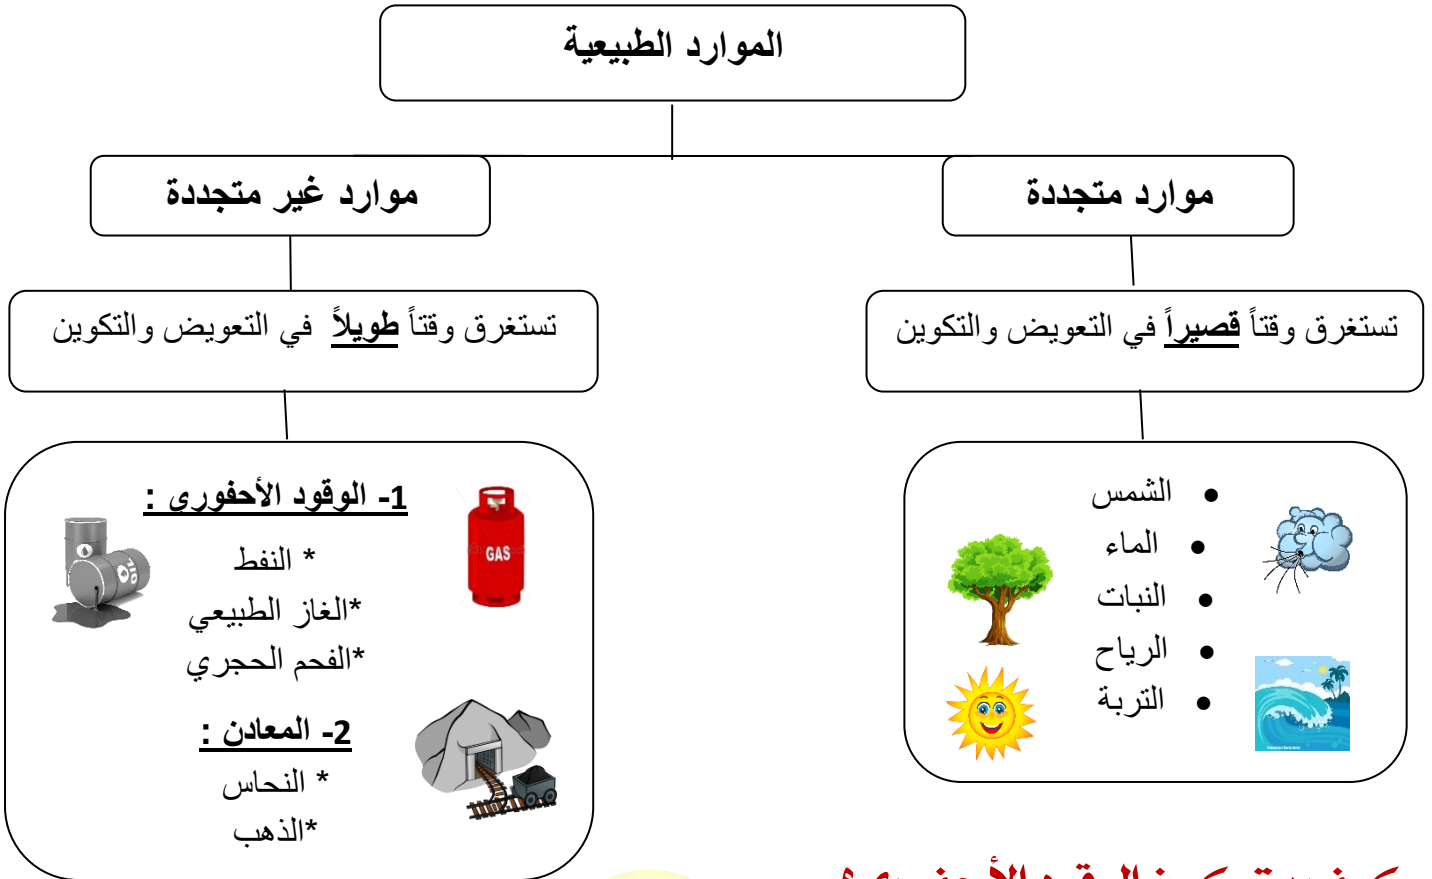 الموارد الطبيعية
موارد متجددة
موارد غير متجددة
تستغرق وقتاً قصيراً في التعويض والتكوين
تستغرق وقتاً طويلاً في التعويض والتكوين
• الشمس
• الماء
• النبات
• الرياح
• التربة
1- الوقود الأحفوري :
* النفط
*الغاز الطبيعي
*الفحم الحجري
2- المعادن :
* النحاس
*الذهب
GAS
OIL